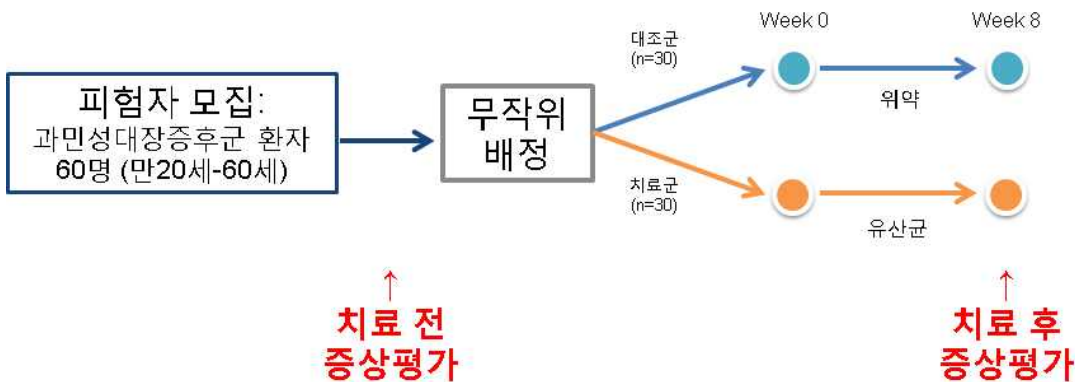 피험자 모집:
과민성대장증후군 환자
60명 (만20세-60세)
무작위
배정
대조군
(n=30)
치료군
(n=30)
Week 0
Week 8
위약
유산균
↑
치료 전
증상평가
↑
치료 후
증상평가